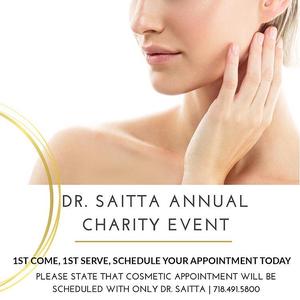 DR. SAITTA ANNUAL
CHARITY EVENT
1ST COME, 1ST SERVE, SCHEDULE YOUR APPOINTMENT TODAY
PLEASE STATE THAT COSMETIC APPOINTMENT WILL BE
SCHEDULED WITH ONLY DR. SAITTA | 718.491.5800